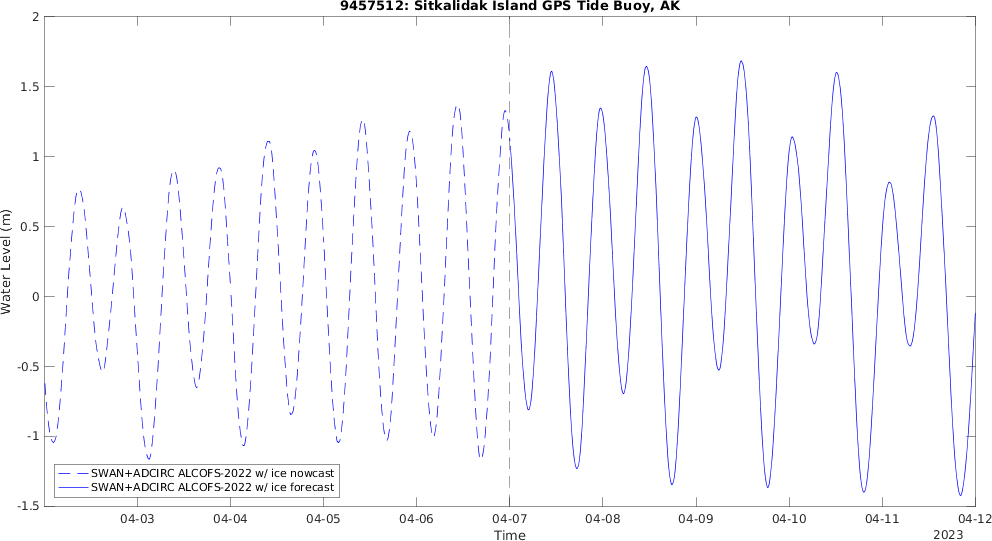 9457512: Sitkalidak Island GPS Tide Buoy, AK
Water Level (m)
2
1.5
1
0.5
0
-0.5
-1
-1.5
SWAN+ADCIRC ALCOFS-2022 w/ ice nowcast
SWAN+ADCIRC ALCOFS-2022 w/ ice forecast
04-03 04-04 04-05 04-06 04-07 04-08 04-09 04-10 04-11 04-12
Time
2023